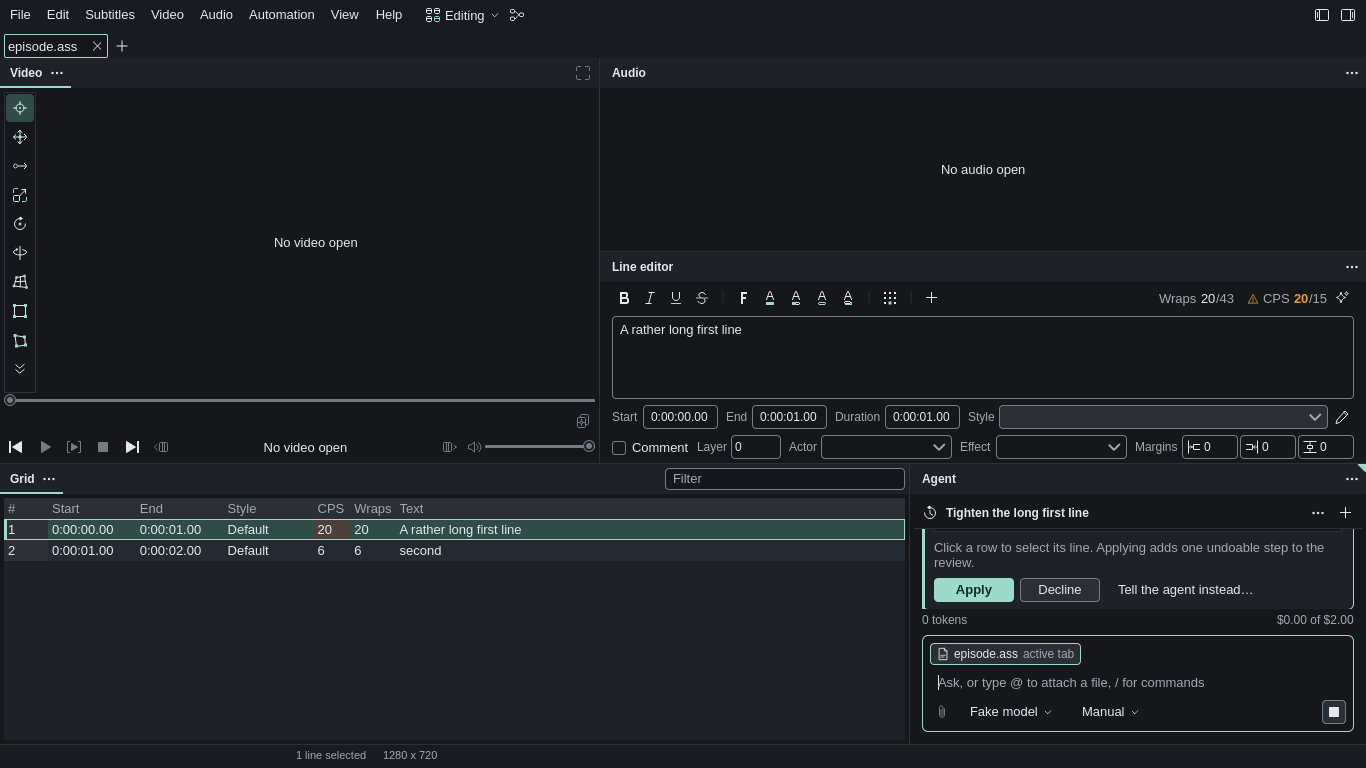 File Edit Subtitles Video Audio Automation View Help Editing
episode.ass
Video
No video open
No video open
Audio
No audio open
Line editor
B I U S F A A A A Wraps 20/43 CPS 20/15
A rather long first line
Start 0:00:00.00 End 0:00:01.00 Duration 0:00:01.00 Style
Comment Layer 0 Actor Effect Margins 0 0 0
Grid Filter
# Start End Style CPS Wraps Text
1 0:00:00.00 0:00:01.00 Default 20 20 A rather long first line
2 0:00:01.00 0:00:02.00 Default 6 6 second
Agent
Tighten the long first line
Click a row to select its line. Applying adds one undoable step to the
review.
Apply Decline Tell the agent instead…
0 tokens $0.00 of $2.00
episode.ass active tab
Ask, or type @ to attach a file, / for commands
Fake model Manual
1 line selected 1280 x 720